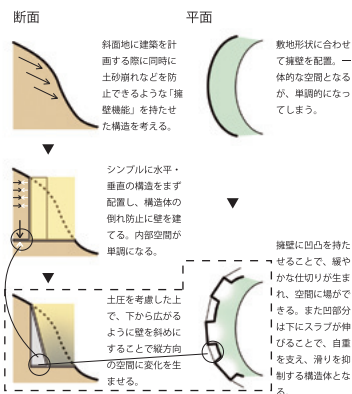 断面
斜面地に建築を計
画する際に同時に
土砂崩れなどを防
止できるような「擁
壁機能」を持たせ
た構造を考える。
シンプルに水平・
垂直の構造をまず
配置し、構造体の
倒れ防止に壁を建
てる。内部空間が
単調になる。
土圧を考慮した上
で、下から広がる
ように壁を斜めに
することで縦方向
の空間に変化を生
ませる。
平面
敷地形状に合わせ
て擁壁を配置。一
体的な空間となる
が、単調的になっ
てしまう。
擁壁に凹凸を持た
せることで、緩や
かな仕切りが生ま
れ、空間に場がで
きる。また凹部分
は下にスラブが伸
びることで、自重
を支え、滑りを抑
制する構造体とな
る。